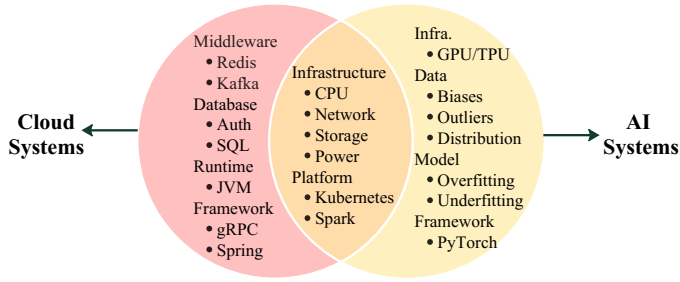 Cloud
Systems
Middleware
• Redis
• Kafka
Database
• Auth
• SQL
Runtime
• JVM
Framework
• gRPC
• Spring
Infrastructure
• CPU
• Network
• Storage
• Power
Platform
• Kubernetes
• Spark
Infra.
• GPU/TPU
Data
• Biases
• Outliers
• Distribution
Model
• Overfitting
• Underfitting
Framework
• PyTorch
AI
Systems